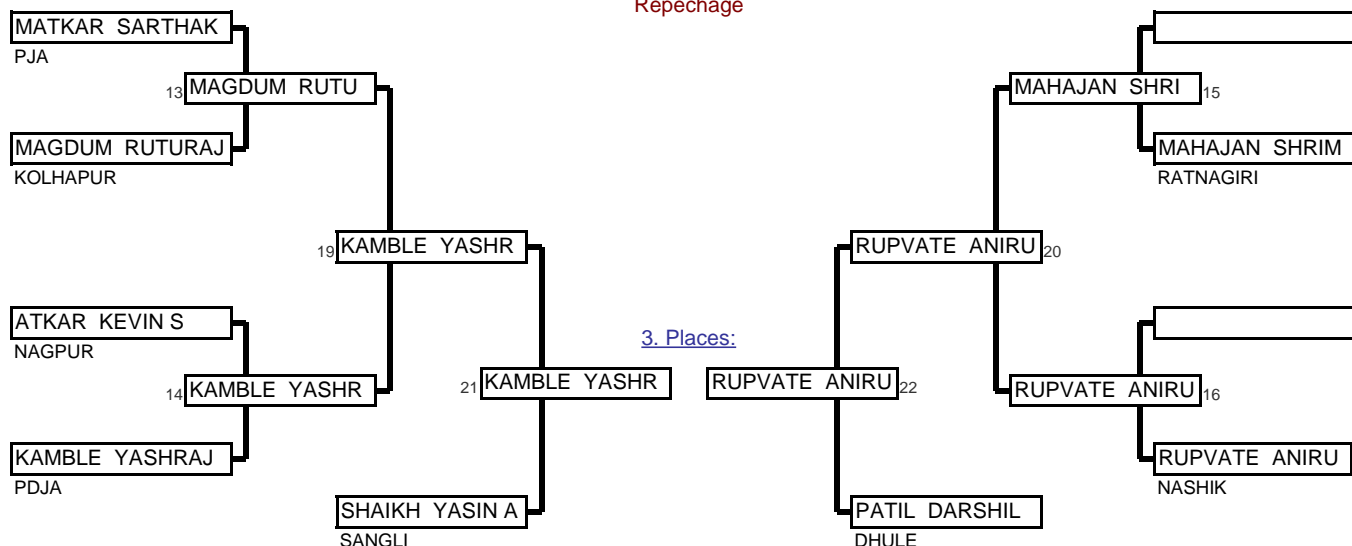 Repechage
MATKAR SARTHAK
PJA
13 MAGDUM RUTU
MAHAJAN SHRI 15
MAGDUM RUTURAJ
KOLHAPUR
MAHAJAN SHRIM
RATNAGIRI
19 KAMBLE YASHR
RUPVATE ANIRU 20
ATKAR KEVIN S
NAGPUR
3. Places:
14 KAMBLE YASHR
21 KAMBLE YASHR
RUPVATE ANIRU 22
RUPVATE ANIRU 16
KAMBLE YASHRAJ
PDJA
RUPVATE ANIRU
NASHIK
SHAIKH YASIN A
SANGLI
PATIL DARSHIL
DHULE